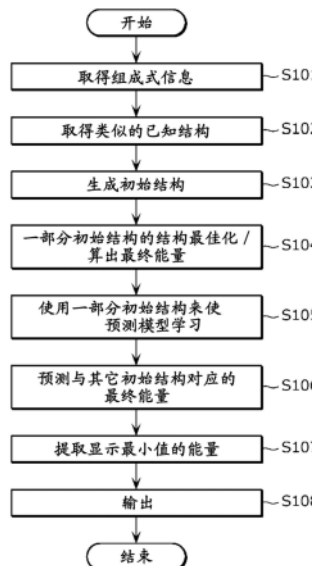 开始
取得组成式信息 S101
取得类似的已知结构 S102
生成初始结构 S103
一部分初始结构的结构最佳化 /
算出最终能量 S104
使用一部分初始结构来使
预测模型学习 S105
预测与其它初始结构对应的
最终能量 S106
提取显示最小值的能量 S107
输出 S108
结束